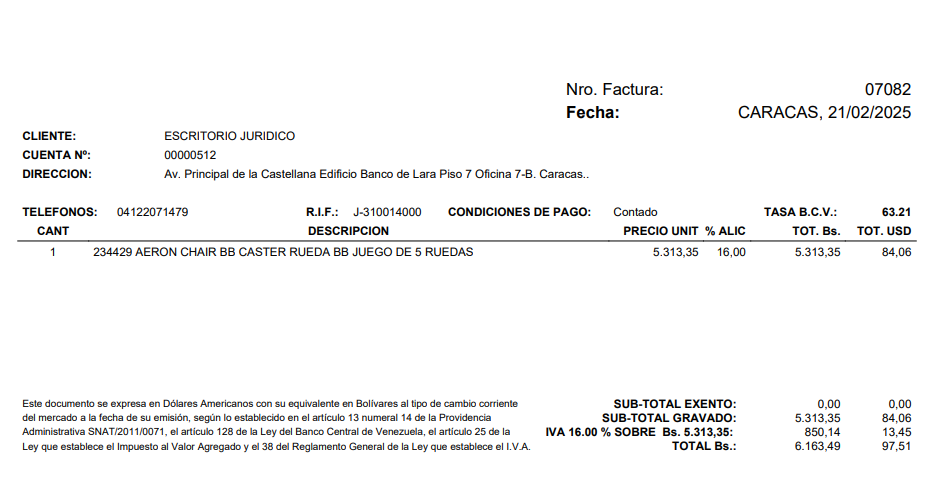 Nro. Factura: 07082
Fecha: CARACAS, 21/02/2025
CLIENTE: ESCRITORIO JURIDICO
CUENTA Nº: 00000512
DIRECCION: Av. Principal de la Castellana Edificio Banco de Lara Piso 7 Oficina 7-B. Caracas..
TELEFONOS: 04122071479 R.I.F.: J-310014000 CONDICIONES DE PAGO: Contado TASA B.C.V.: 63.21
CANT DESCRIPCION PRECIO UNIT % ALIC TOT. Bs. TOT. USD
1 234429 AERON CHAIR BB CASTER RUEDA BB JUEGO DE 5 RUEDAS 5.313,35 16,00 5.313,35 84,06
Este documento se expresa en Dólares Americanos con su equivalente en Bolívares al tipo de cambio corriente
del mercado a la fecha de su emisión, según lo establecido en el artículo 13 numeral 14 de la Providencia
Administrativa SNAT/2011/0071, el artículo 128 de la Ley del Banco Central de Venezuela, el artículo 25 de la
Ley que establece el Impuesto al Valor Agregado y el 38 del Reglamento General de la Ley que establece el I.V.A.
SUB-TOTAL EXENTO: 0,00 0,00
SUB-TOTAL GRAVADO: 5.313,35 84,06
IVA 16.00 % SOBRE Bs. 5.313,35: 850,14 13,45
TOTAL Bs.: 6.163,49 97,51